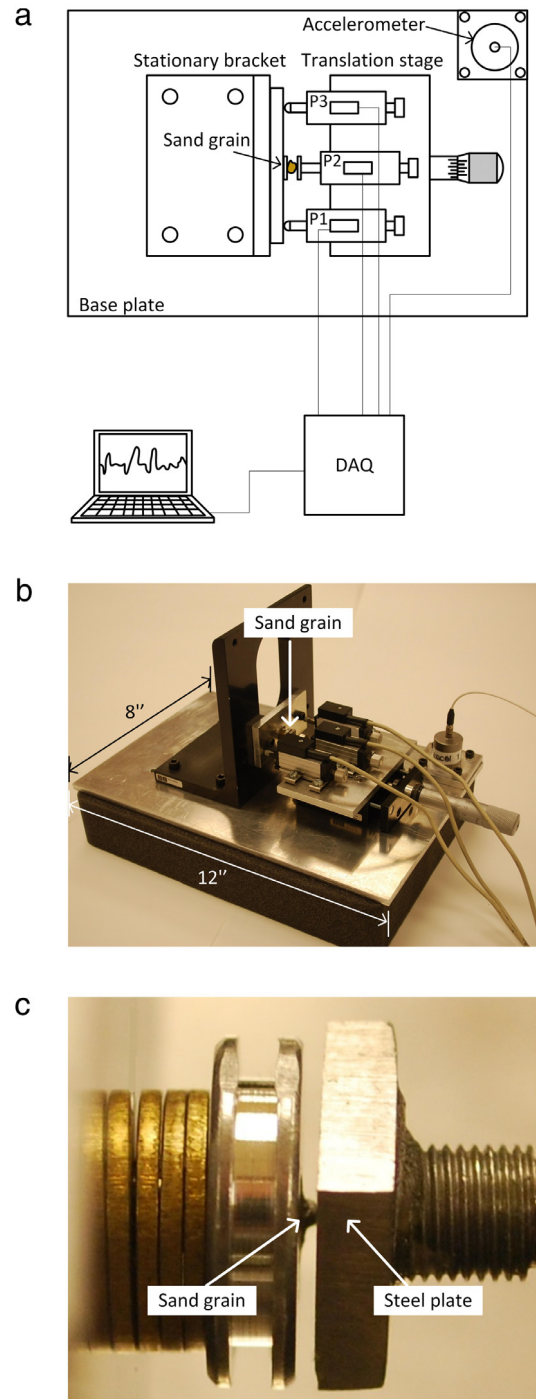 a
Accelerometer
Stationary bracket Translation stage
P3
Sand grain
P2
P1
Base plate
DAQ
b
Sand grain
8''
12''
c
Sand grain
Steel plate